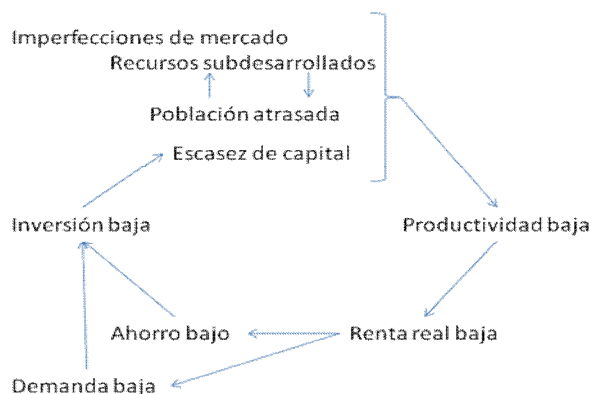 Imperfecciones de mercado
Recursos subdesarrollados
Población atrasada
Escasez de capital
Inversión baja
Productividad baja
Ahorro bajo
Renta real baja
Demanda baja